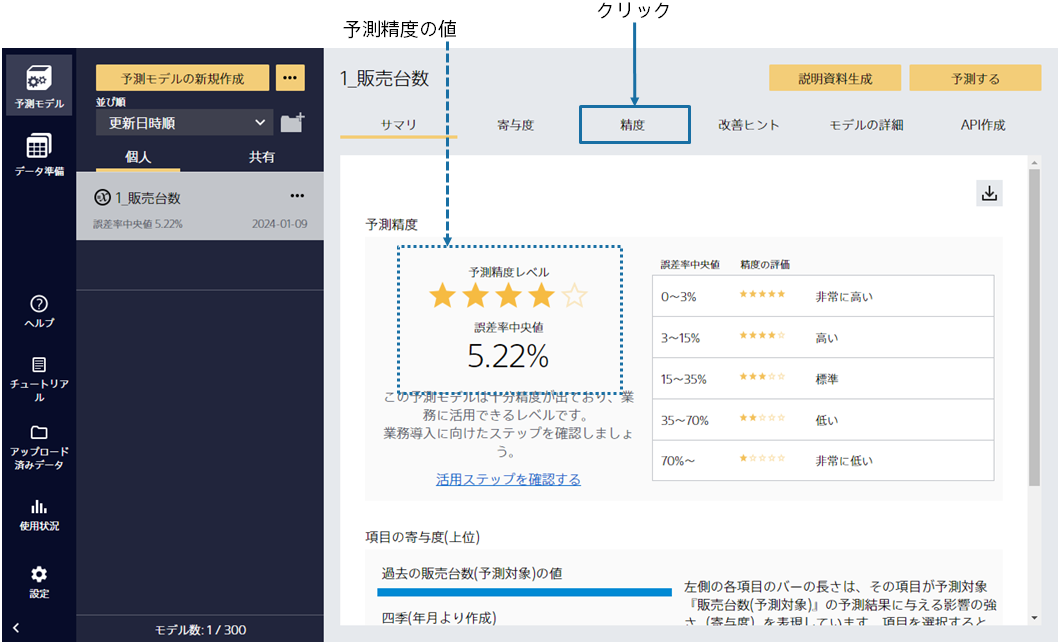 クリック
予測精度の値
予測モデル
データ準備
ヘルプ
チュートリア
ル
アップロード
済みデータ
使用状況
設定
予測モデルの新規作成
並び順
更新日時順
個人
共有
1_販売台数
誤差率中央値 5.22%
2024-01-09
モデル数: 1 / 300
1_販売台数
説明資料生成
予測する
サマリ
寄与度
精度
改善ヒント
モデルの詳細
API作成
予測精度
予測精度レベル
誤差率中央値
5.22%
この予測モデルは十分精度が出ており、業
務に活用できるレベルです。
業務導入に向けたステップを確認しましょ
う。
活用ステップを確認する
誤差率中央値 精度の評価
0～3% ★★★★★ 非常に高い
3～15% ★★★★☆ 高い
15～35% ★★★☆☆ 標準
35～70% ★★☆☆☆ 低い
70%～ ★☆☆☆☆ 非常に低い
項目の寄与度(上位)
過去の販売台数(予測対象)の値
四季(年月より作成)
左側の各項目のバーの長さは、その項目が予測対象
『販売台数(予測対象)』の予測結果に与える影響の強
さ（寄与度）を表現しています。項目を選択すると、